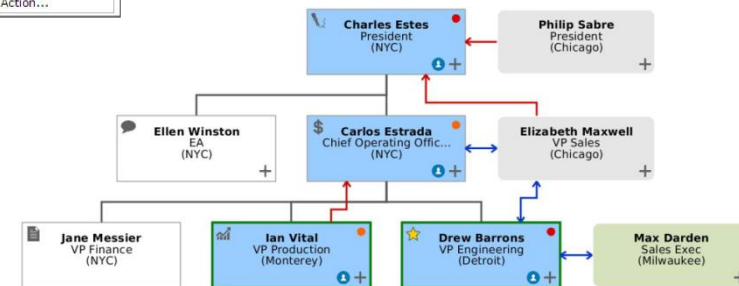 Action...
Charles Estes
President
(NYC)
Philip Sabre
President
(Chicago)
Ellen Winston
EA
(NYC)
$
Carlos Estrada
Chief Operating Offic...
(NYC)
Elizabeth Maxwell
VP Sales
(Chicago)
Jane Messier
VP Finance
(NYC)
Ian Vital
VP Production
(Monterey)
Drew Barrons
VP Engineering
(Detroit)
Max Darden
Sales Exec
(Milwaukee)